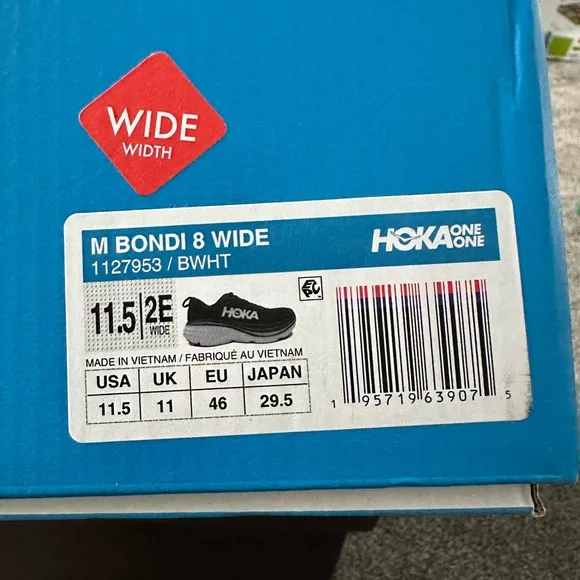 WIDE
WIDTH
M BONDI 8 WIDE
1127953 / BWHT
HOKA ONE ONE
11.5 2E WIDE
HOKA
MADE IN VIETNAM / FABRIQUÉ AU VIETNAM
USA UK EU JAPAN
11.5 11 46 29.5
1 95719 63907 5